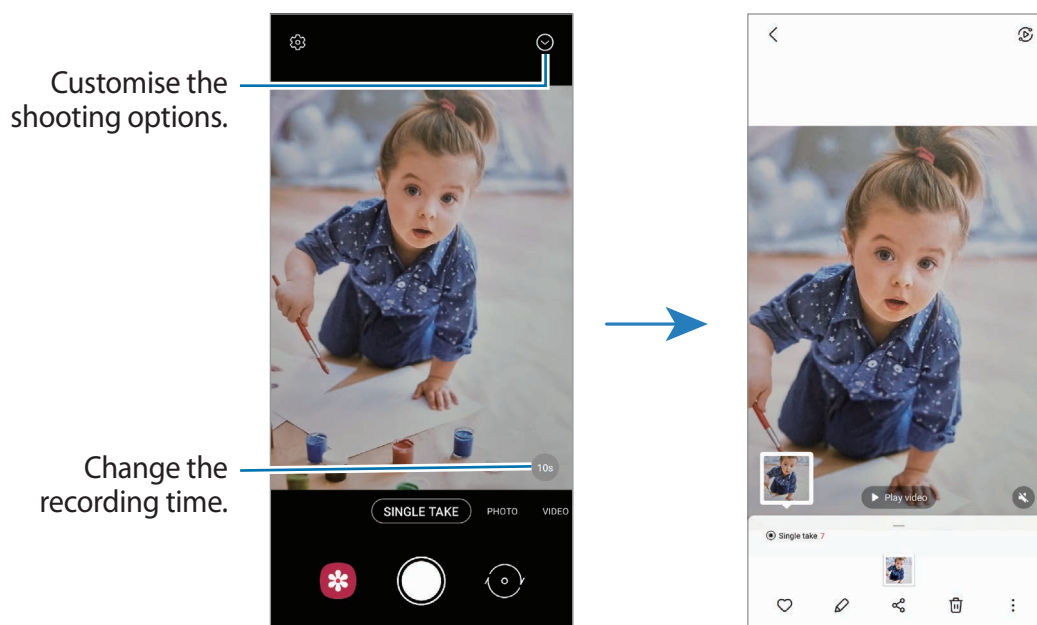 Customise the
shooting options.
Change the
recording time.
10s
SINGLE TAKE PHOTO VIDEO
Play video
Single take 7